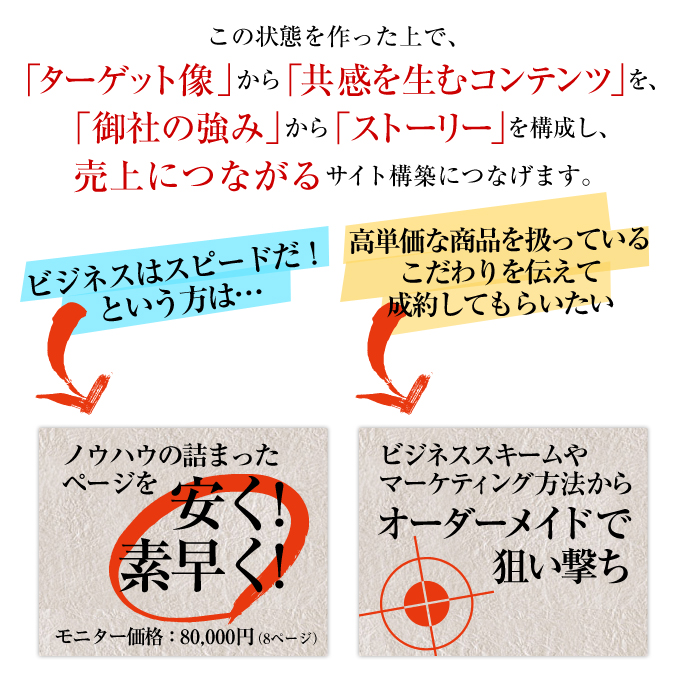 この状態を作った上で、
「ターゲット像」から「共感を生むコンテンツ」を、
「御社の強み」から「ストーリー」を構成し、
売上につながるサイト構築につなげます。
ビジネスはスピードだ！
という方は…
高単価な商品を扱っている
こだわりを伝えて
成約してもらいたい
ノウハウの詰まった
ページを 安く!
素早く!
モニター価格：80,000円（8ページ）
ビジネススキームや
マーケティング方法から
オーダーメイドで
狙い撃ち